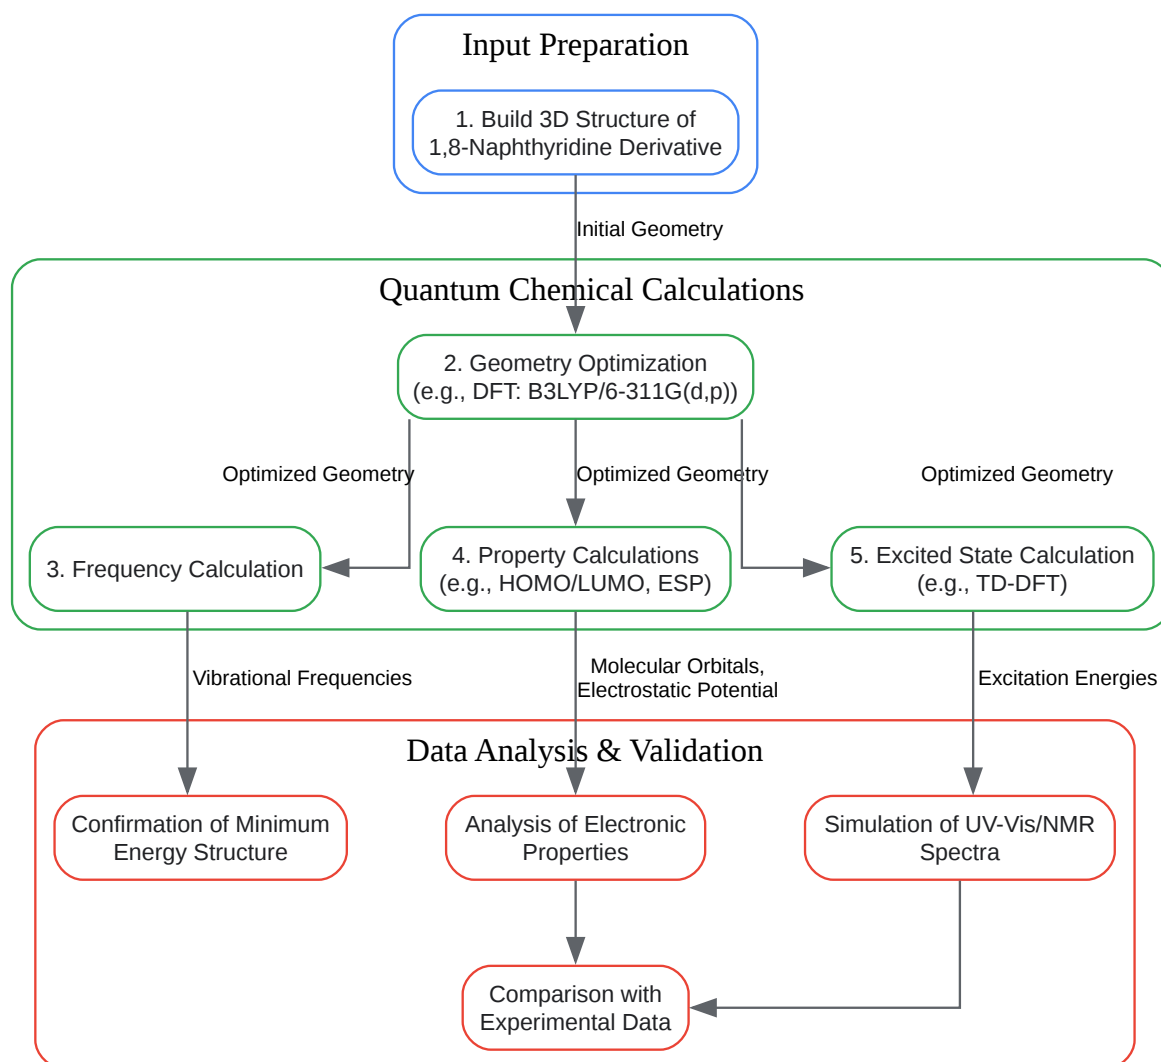 Input Preparation
1. Build 3D Structure of
1,8-Naphthyridine Derivative
Initial Geometry
Quantum Chemical Calculations
2. Geometry Optimization
(e.g., DFT: B3LYP/6-311G(d,p))
Optimized Geometry
Optimized Geometry
Optimized Geometry
3. Frequency Calculation
4. Property Calculations
(e.g., HOMO/LUMO, ESP)
5. Excited State Calculation
(e.g., TD-DFT)
Vibrational Frequencies
Molecular Orbitals,
Electrostatic Potential
Excitation Energies
Data Analysis & Validation
Confirmation of Minimum
Energy Structure
Analysis of Electronic
Properties
Simulation of UV-Vis/NMR
Spectra
Comparison with
Experimental Data